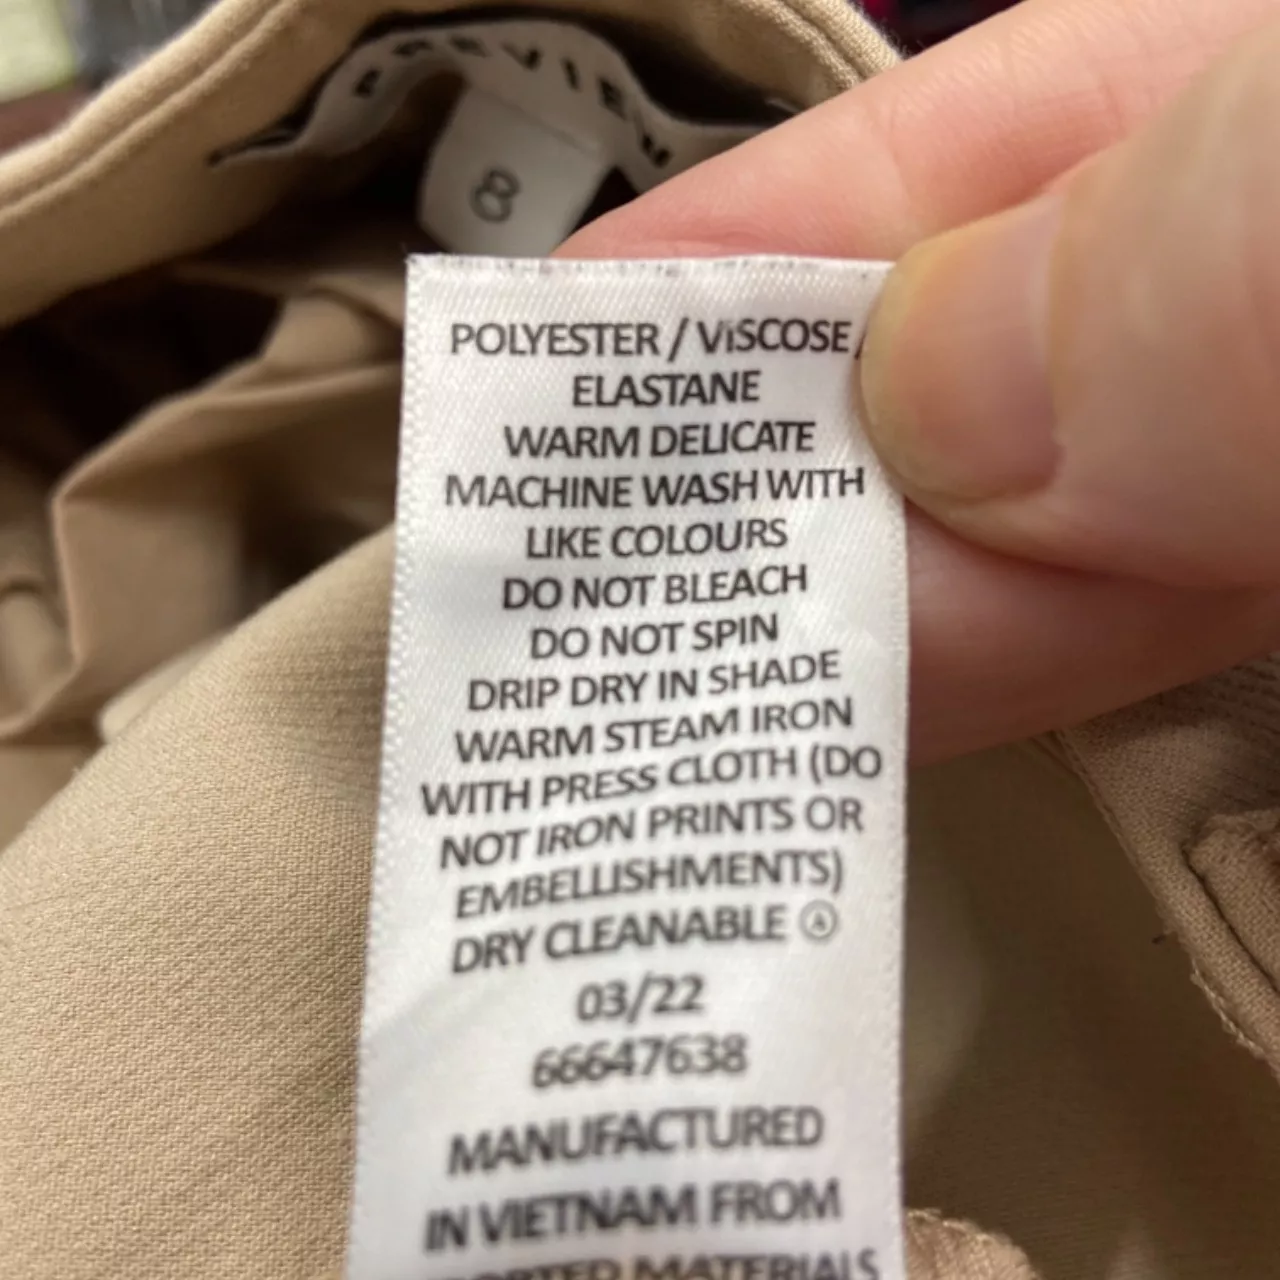 PREVIEW
8
POLYESTER / ViSCOSE /
ELASTANE
WARM DELICATE
MACHINE WASH WITH
LIKE COLOURS
DO NOT BLEACH
DO NOT SPIN
DRIP DRY IN SHADE
WARM STEAM IRON
WITH PRESS CLOTH (DO
NOT IRON PRINTS OR
EMBELLISHMENTS)
DRY CLEANABLE Ⓐ
03/22
66647638
MANUFACTURED
IN VIETNAM FROM
MATERIALS